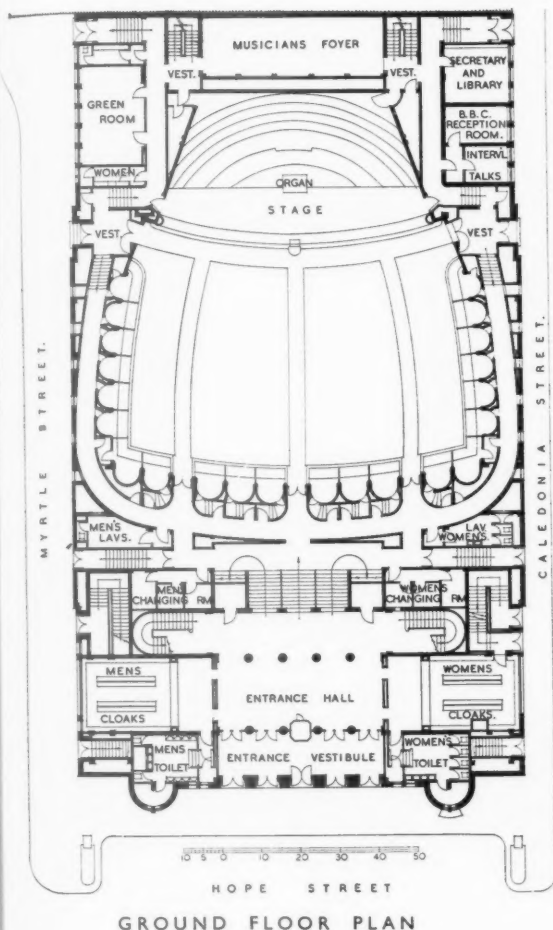 MUSICIANS FOYER
VEST.
VEST.
SECRETARY
AND
LIBRARY
GREEN
ROOM
B.B.C.
RECEPTION
ROOM.
INTERVL
TALKS
WOMEN
ORGAN
STAGE
VEST.
VEST
MYRTLE STREET.
CALEDONIA STREET.
MEN'S
LAVS.
LAV.
WOMEN'S
MENS
CHANGING RM
WOMEN'S
CHANGING RM
MENS
CLOAKS
WOMENS
CLOAKS.
ENTRANCE HALL
MENS
TOILET
ENTRANCE VESTIBULE
WOMEN'S
TOILET
10 5 0 10 20 30 40 50
HOPE STREET
GROUND FLOOR PLAN